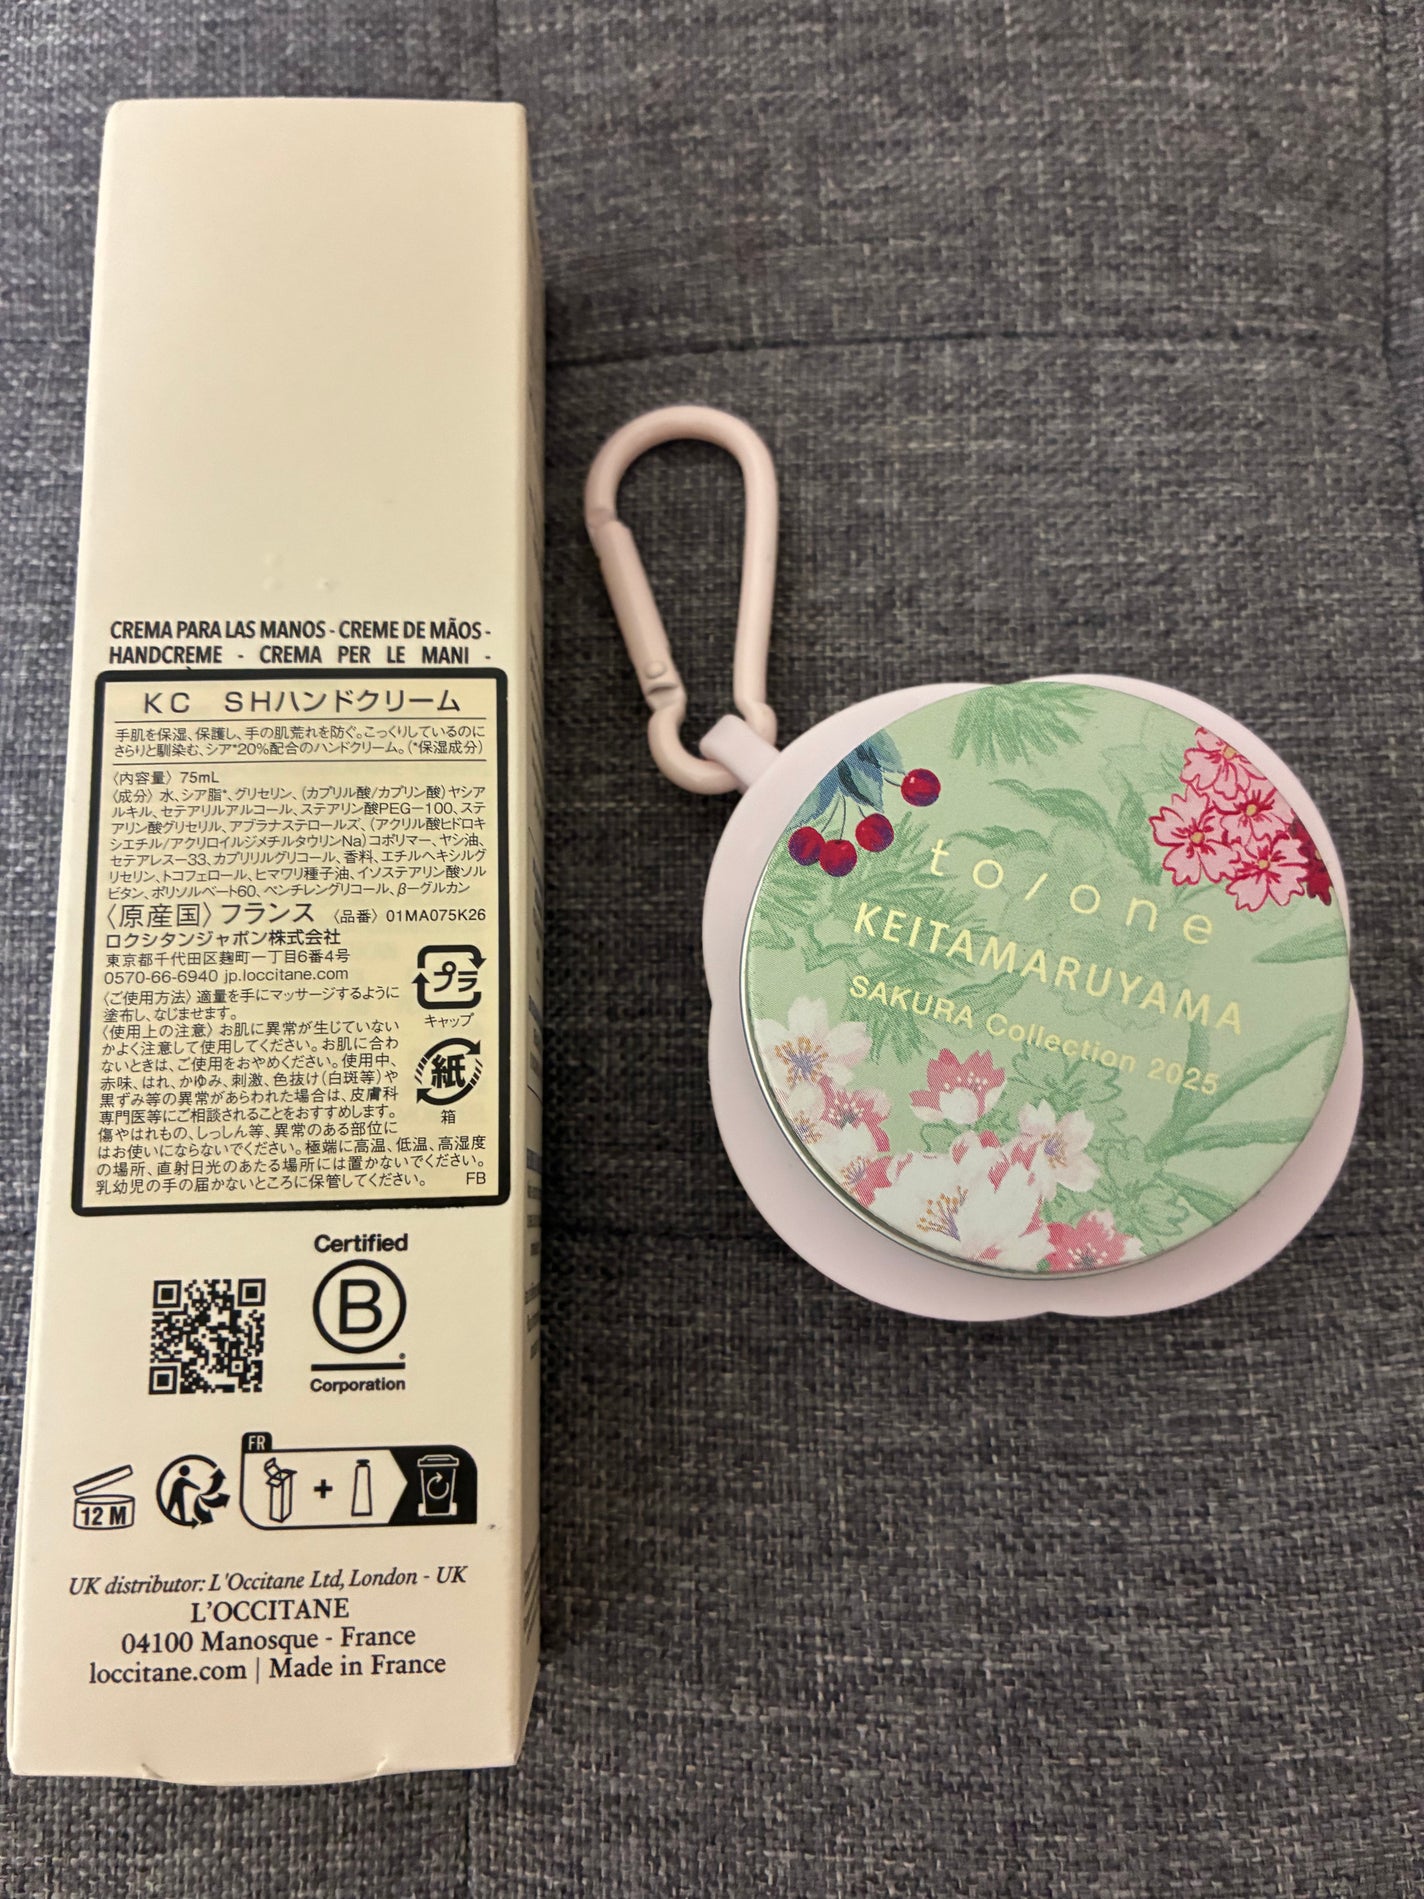 CREMA PARA LAS MANOS - CREME DE MÃOS -
HANDCREME - CREMA PER LE MANI -
KC SHハンドクリーム
手肌を保湿、保護し、手の肌荒れを防ぐ。こっくりしているのに
さらりと馴染む、シア*20%配合のハンドクリーム。(*保湿成分)
〈内容量〉 75mL
〈成分〉 水、シア脂*、グリセリン、(カプリル酸/カプリン酸)ヤシア
ルキル、セテアリルアルコール、ステアリン酸PEG-100、ステ
アリン酸グリセリル、アブラナステロールズ、(アクリル酸ヒドロキ
シエチル/アクリロイルジメチルタウリンNa)コポリマー、ヤシ油、
セテアレス-33、カプリリルグリコール、香料、エチルヘキシルグ
リセリン、トコフェロール、ヒマワリ種子油、イソステアリン酸ソル
ビタン、ポリソルベート60、ペンチレングリコール、β-グルカン
〈原産国〉 フランス 〈品番〉 01MA075K26
ロクシタンジャポン株式会社
東京都千代田区麹町一丁目6番4号
0570-66-6940 jp.loccitane.com
〈ご使用方法〉 適量を手にマッサージするように
塗布し、なじませます。
〈使用上の注意〉 お肌に異常が生じていない
かよく注意して使用してください。お肌に合わ
ないときは、ご使用をおやめください。使用中、
赤味、はれ、かゆみ、刺激、色抜け(白斑等)や
黒ずみ等の異常があらわれた場合は、皮膚科
専門医等にご相談されることをおすすめします。
傷やはれもの、しっしん等、異常のある部位に
はお使いにならないでください。極端に高温、低温、高湿度
の場所、直射日光のあたる場所には置かないでください。
乳幼児の手の届かないところに保管してください。 FB
プラ
キャップ
紙
箱
Certified
B
Corporation
12 M
FR
+
UK distributor: L'Occitane Ltd, London - UK
L'OCCITANE
04100 Manosque - France
loccitane.com | Made in France
to/one
KEITAMARUYAMA
SAKURA Collection 2025